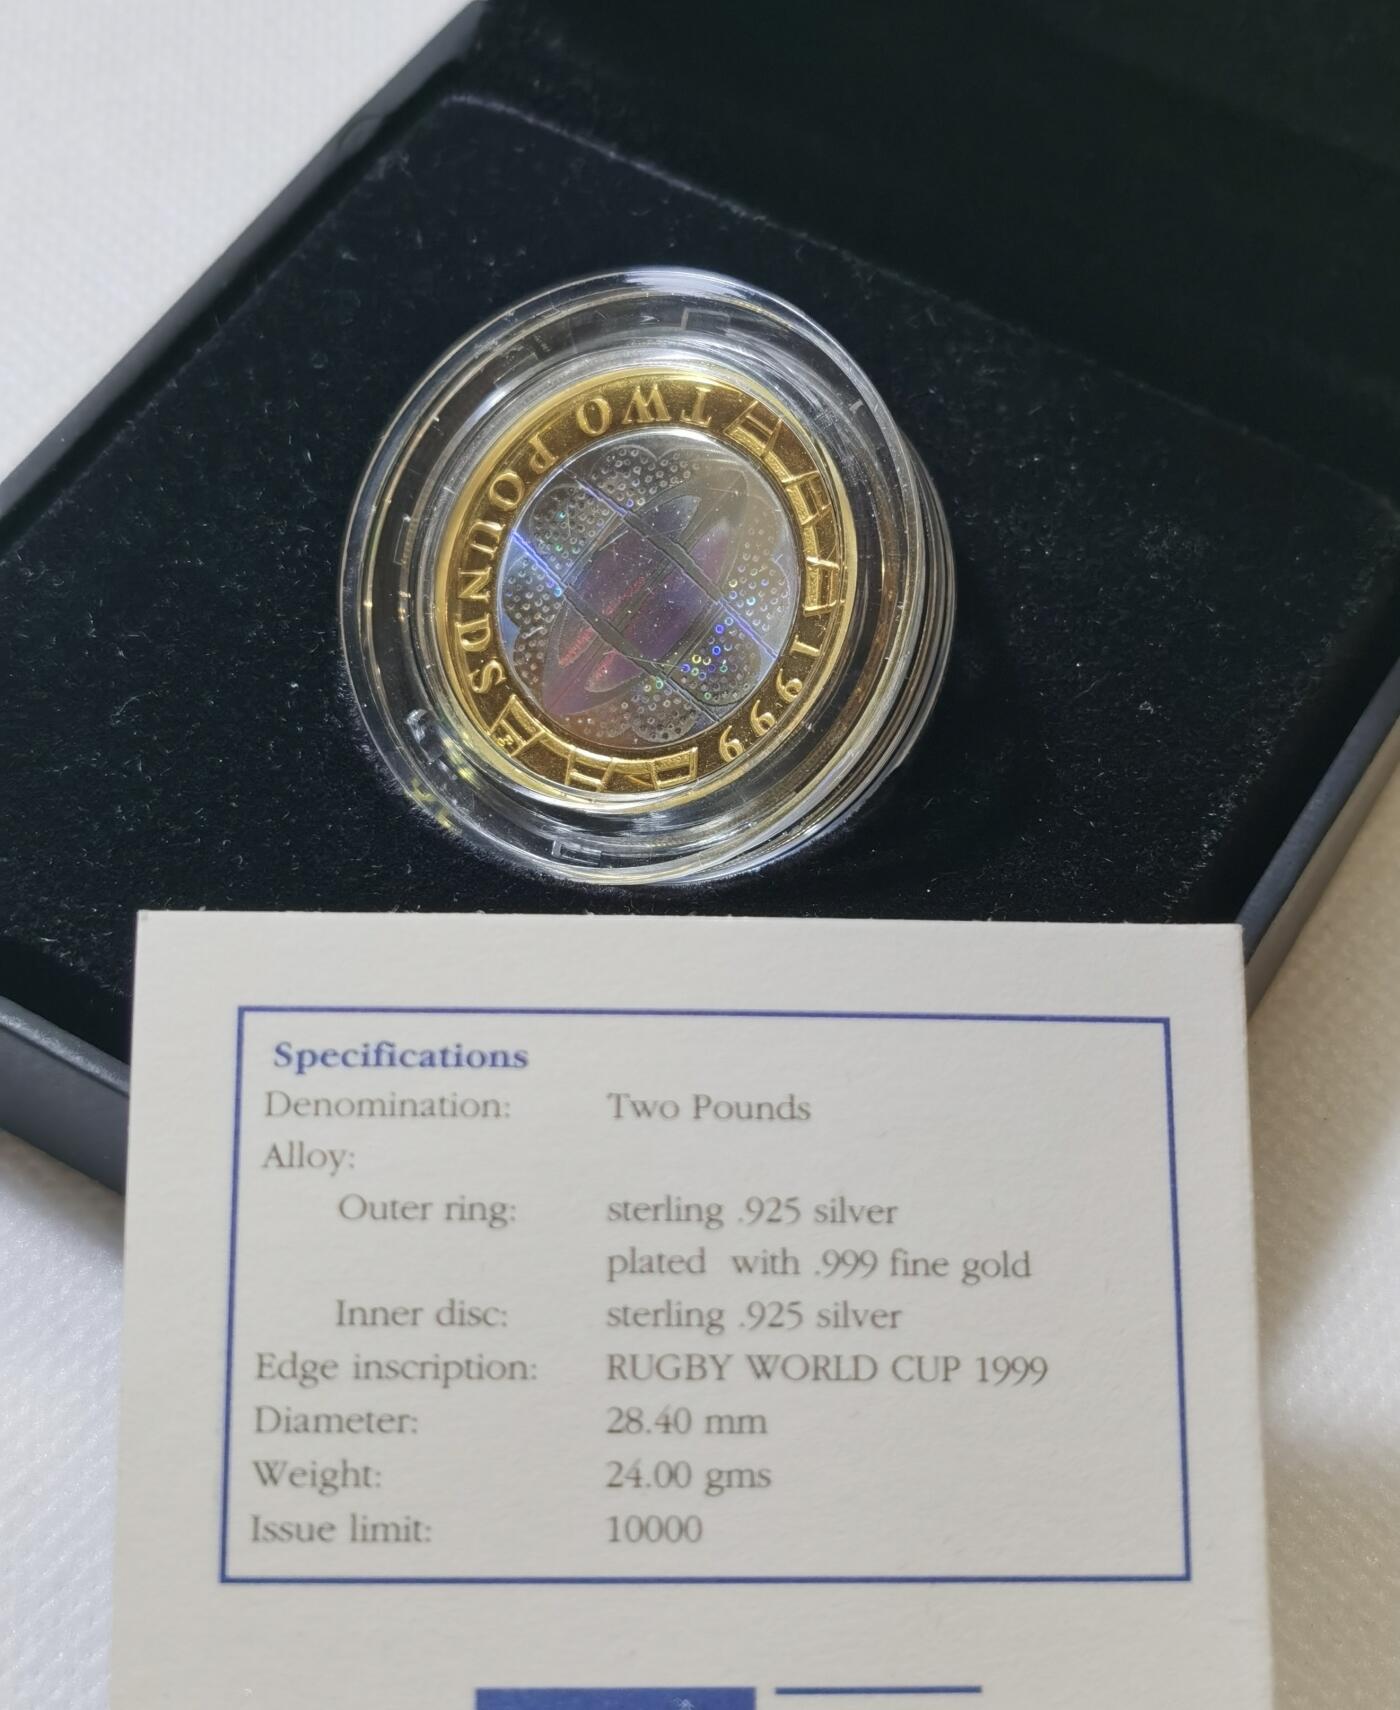 TWO POUNDS
1999
Specifications
Denomination: Two Pounds
Alloy:
Outer ring: sterling .925 silver
plated with .999 fine gold
Inner disc: sterling .925 silver
Edge inscription: RUGBY WORLD CUP 1999
Diameter: 28.40 mm
Weight: 24.00 gms
Issue limit: 10000